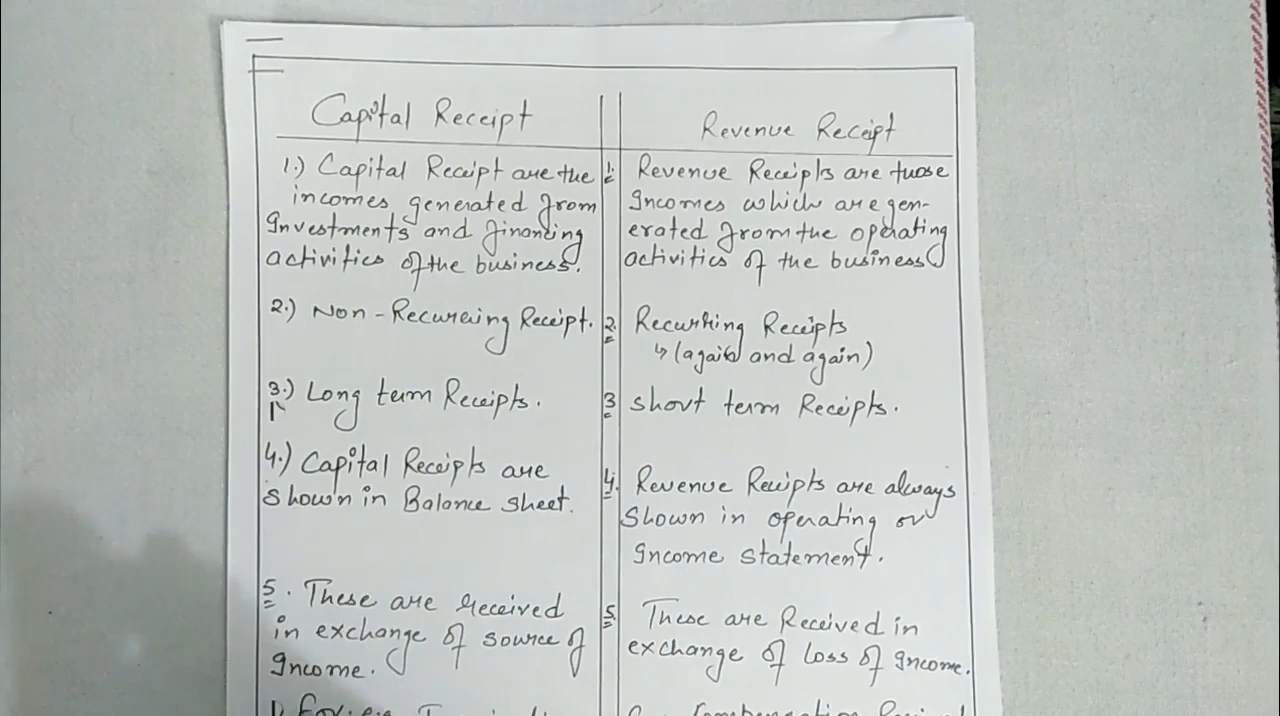 Capital Receipt
1.) Capital Receipt are the
incomes generated from
Investments and financing
activities of the business.
2.) Non-Recurring Receipt.
3.) Long term Receipts.
4.) Capital Receipts are
shown in Balance sheet.
5. These are received
in exchange of source of
Income.
Revenue Receipt
1. Revenue Receipts are those
Incomes which are gen-
erated from the operating
activities of the business
2. Recurring Receipts
↳ (again and again)
3 short term Receipts.
4. Revenue Receipts are always
Shown in operating or
Income statement.
5. These are Received in
exchange of loss of Income.